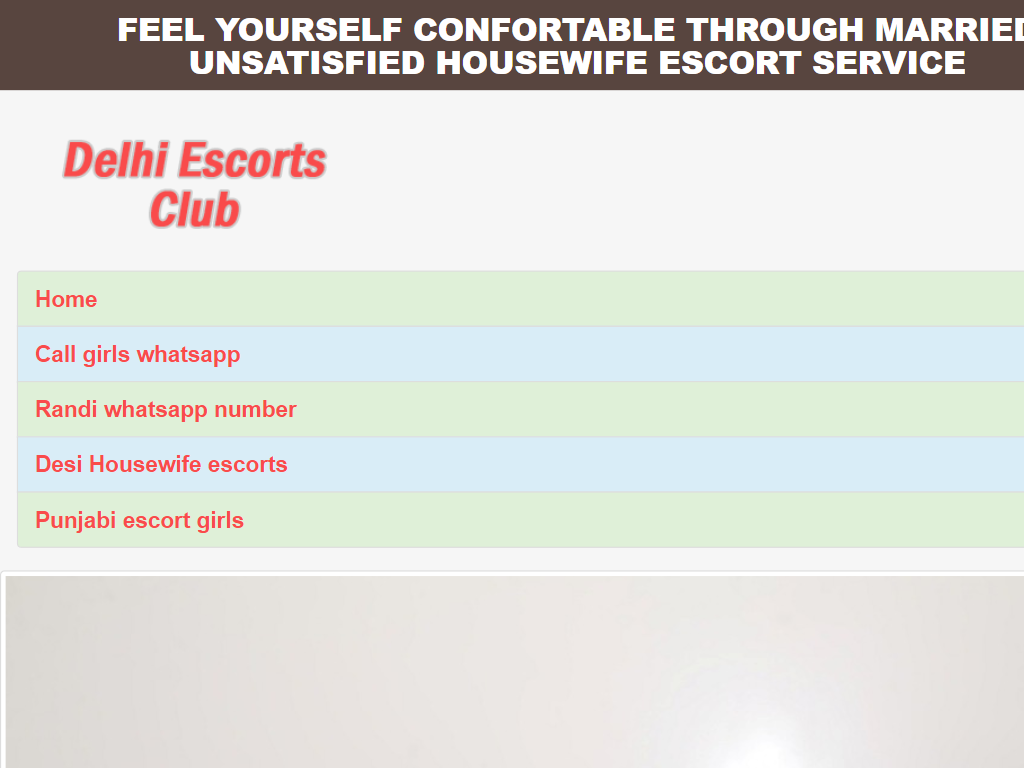 FEEL YOURSELF CONFORTABLE THROUGH MARRIED
UNSATISFIED HOUSEWIFE ESCORT SERVICE
Delhi Escorts
Club
Home
Call girls whatsapp
Randi whatsapp number
Desi Housewife escorts
Punjabi escort girls